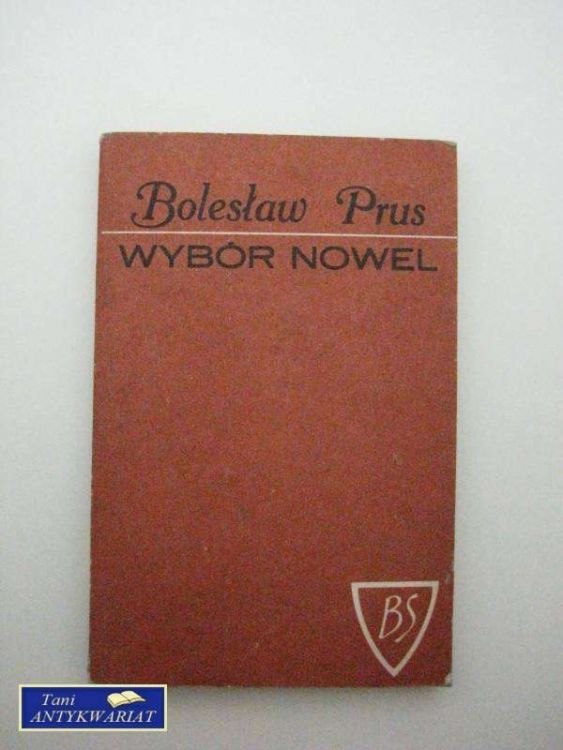 Bolesław Prus
WYBÓR NOWEL
BS
Tani
ANTYKWARIAT